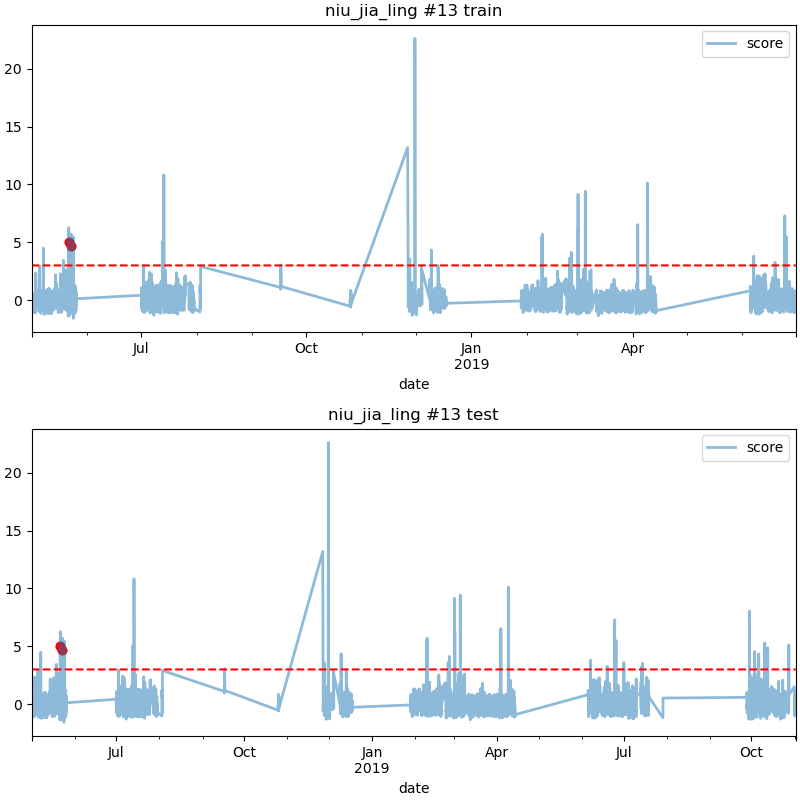 niu_jia_ling #13 train
score
20
15
10
5
0
Jul
Oct
Jan
2019
Apr
date
niu_jia_ling #13 test
score
20
15
10
5
0
Jul
Oct
Jan
2019
Apr
Jul
Oct
date